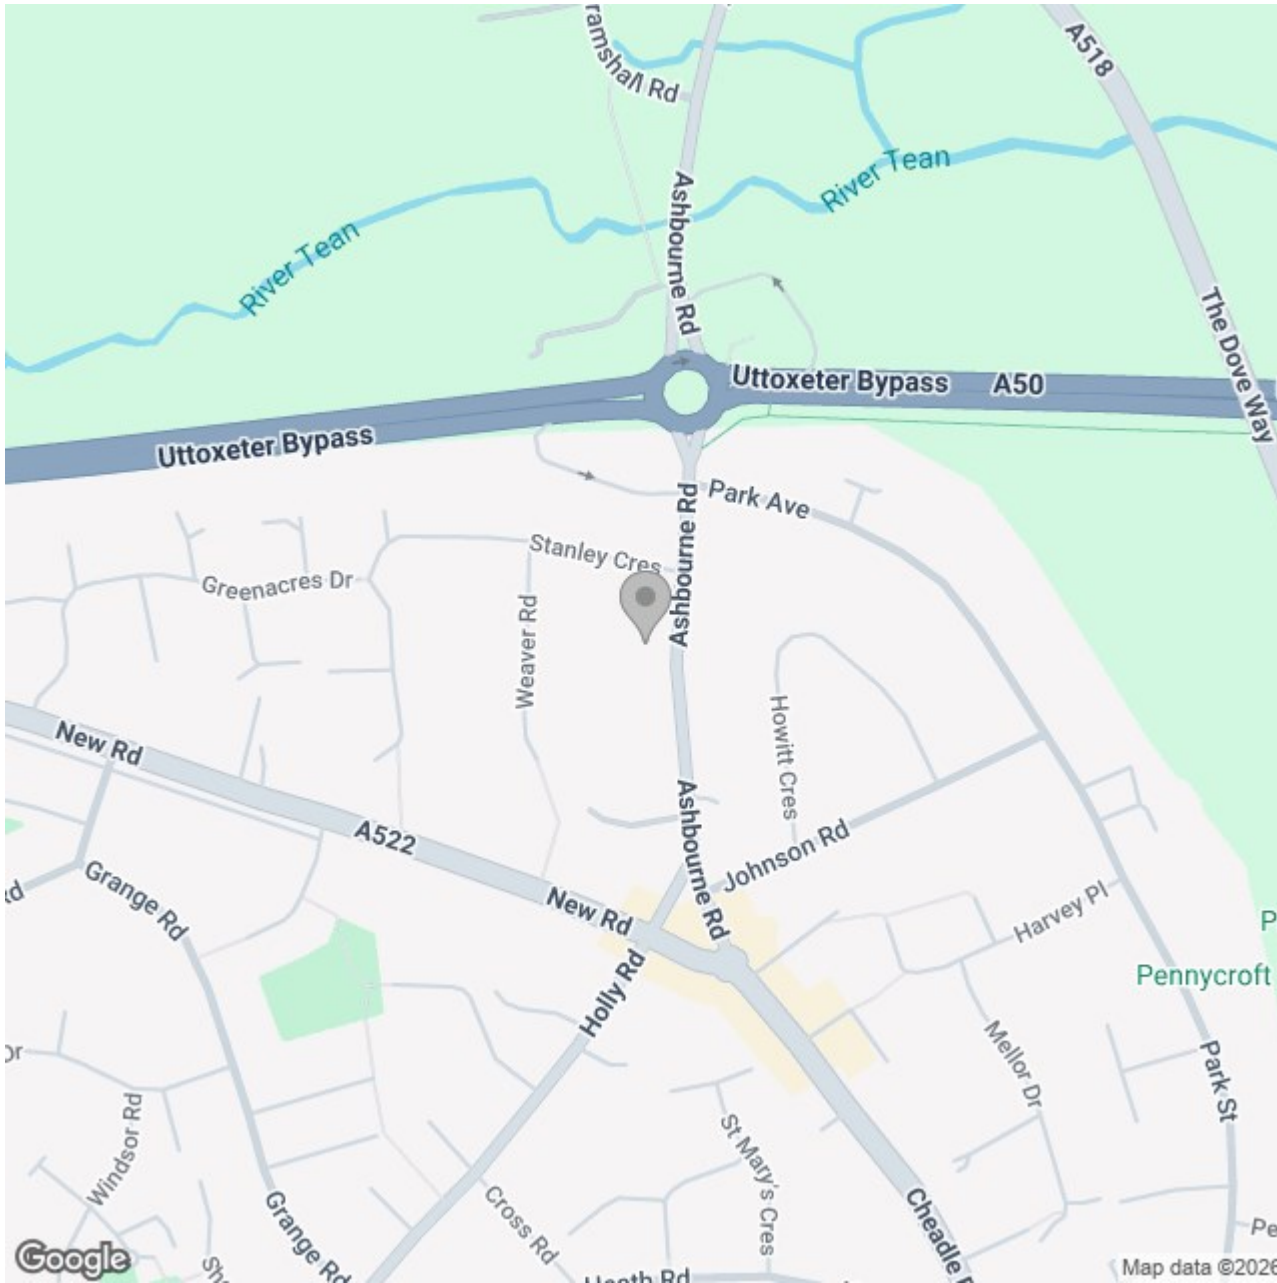 ramshall Rd
A518
River Tean
Ashbourne Rd
River Tean
The Dove Way
Uttoxeter Bypass
A50
Uttoxeter Bypass
Park Ave
Ashbourne Rd
Stanley Cres
Greenacres Dr
Weaver Rd
Howitt Cres
New Rd
Ashbourne Rd
A522
Johnson Rd
Grange Rd
New Rd
Harvey Pl
Holly Rd
Pennycroft
Mellor Dr
Park St
Windsor Rd
St Mary's Cres
Grange Rd
Cross Rd
Cheadle
Heath Rd
Google
Map data ©2026